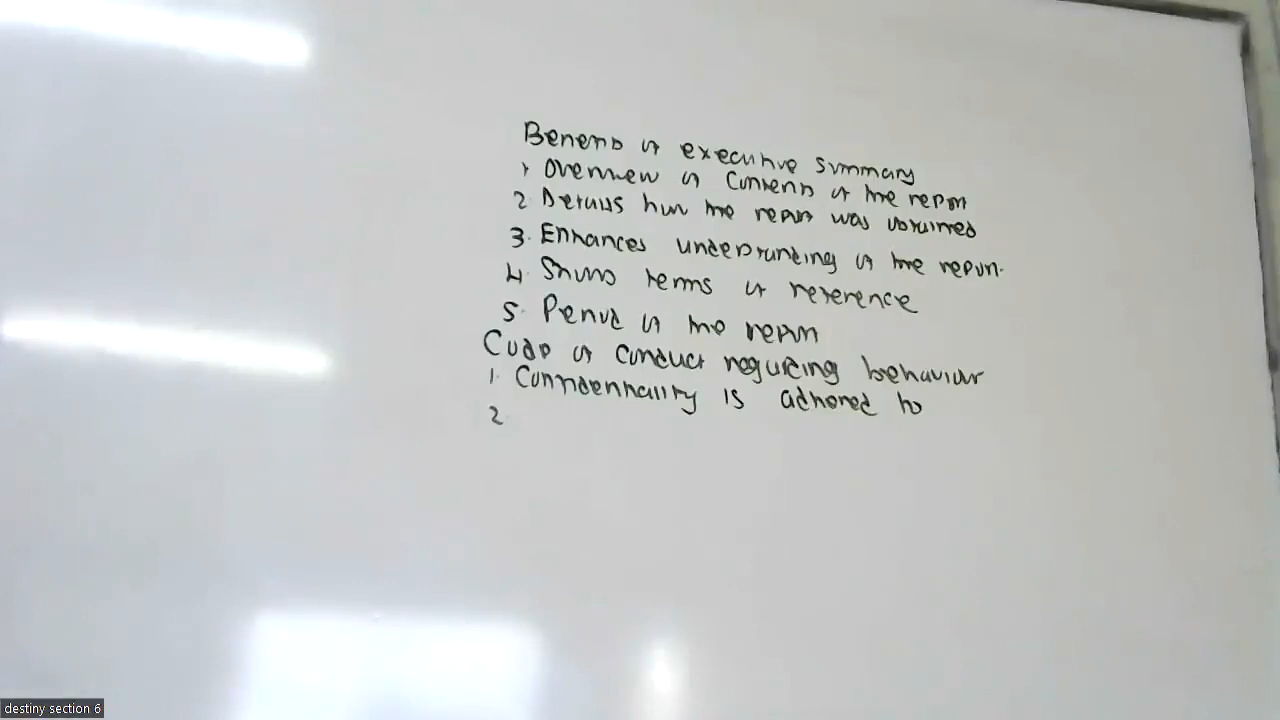 Benefits of executive summary
1 Overview of contents of the report
2 Details how the report was obtained
3. Enhances understanding of the report.
4. Shows terms of reference
5. Period of the report
Code of conduct regulating behaviour
1. Confidentiality is adhered to
2
destiny section 6